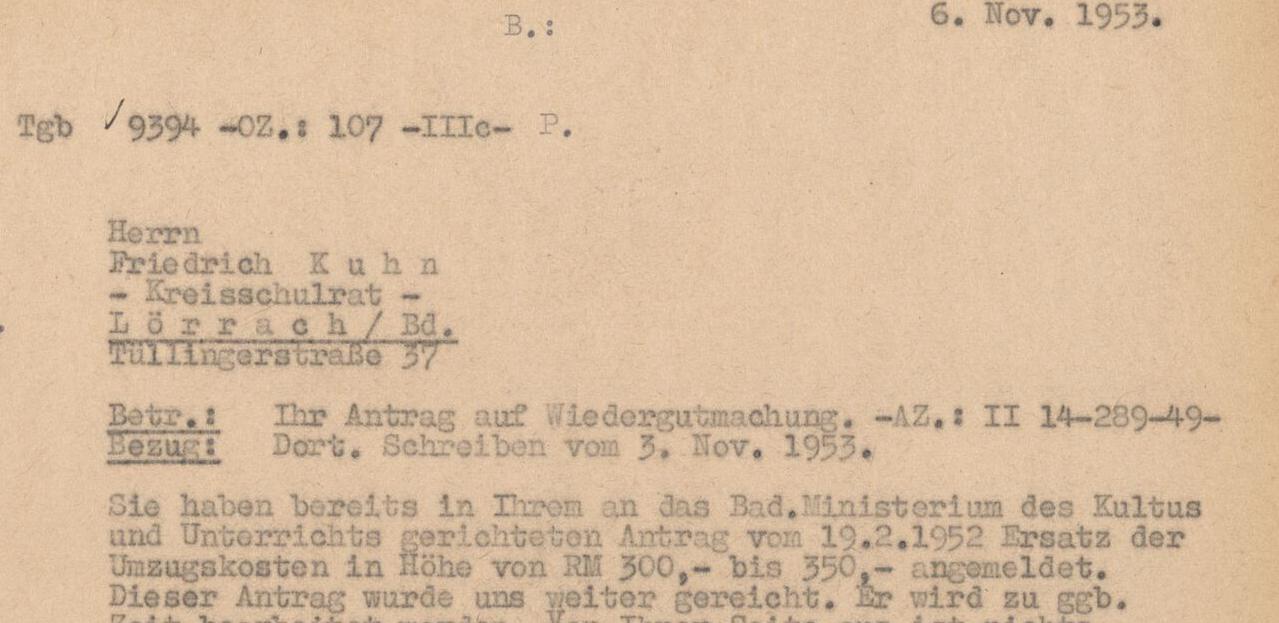 6. Nov. 1953.
B.:
Tgb 9394 -OZ.: 107 -IIIc- P.
Herrn
Friedrich K u h n
- Kreisschulrat -
L ö r r a c h / Bd.
Tüllingerstraße 37
Betr.: Ihr Antrag auf Wiedergutmachung. -AZ.: II 14-289-49-
Bezug: Dort. Schreiben vom 3. Nov. 1953.
Sie haben bereits in Ihrem an das Bad.Ministerium des Kultus
und Unterrichts gerichteten Antrag vom 19.2.1952 Ersatz der
Umzugskosten in Höhe von RM 300,- bis 350,- angemeldet.
Dieser Antrag wurde uns weiter gereicht. Er wird zu ggb.